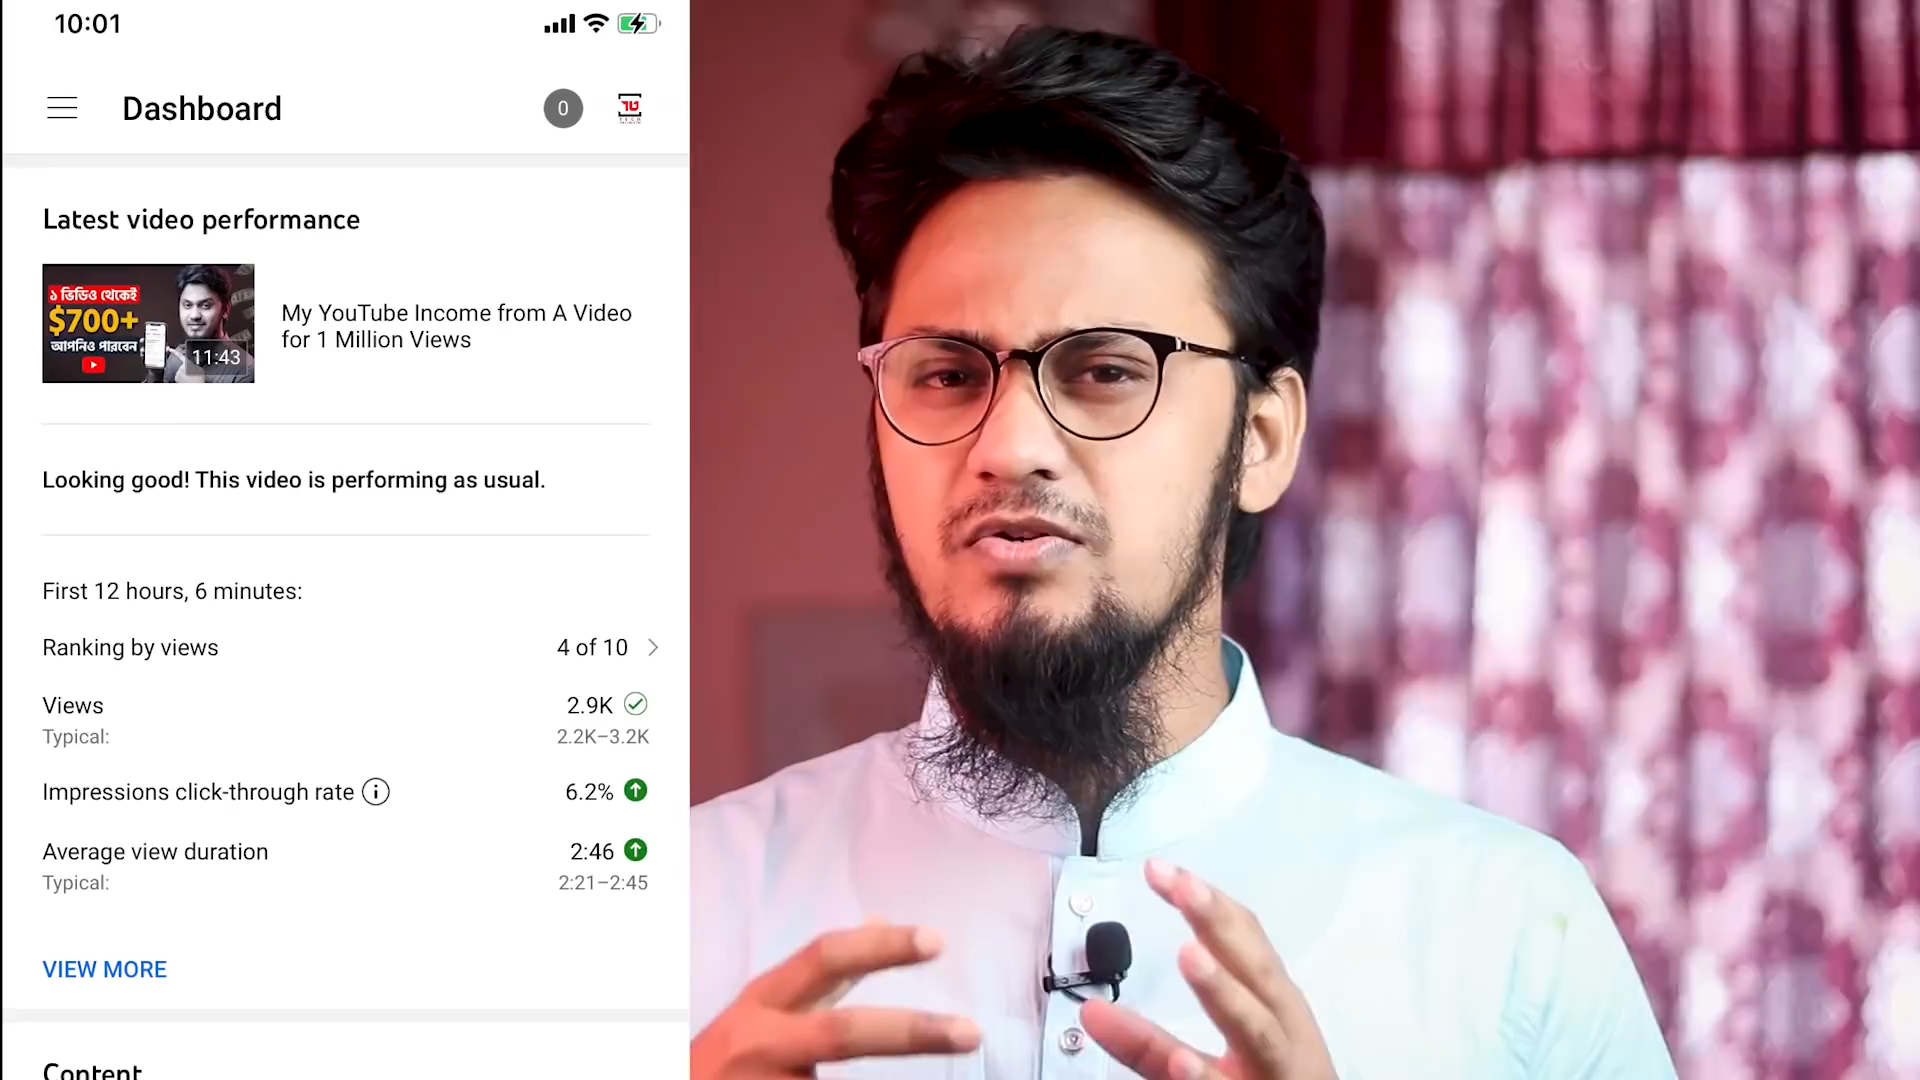 10:01
Dashboard
0
TECH
Latest video performance
১ ভিডিও থেকেই
$700+
আপনিও পারবেন
11:43
My YouTube Income from A Video
for 1 Million Views
Looking good! This video is performing as usual.
First 12 hours, 6 minutes:
Ranking by views 4 of 10
Views 2.9K
Typical: 2.2K–3.2K
Impressions click-through rate 6.2%
Average view duration 2:46
Typical: 2:21–2:45
VIEW MORE
Content